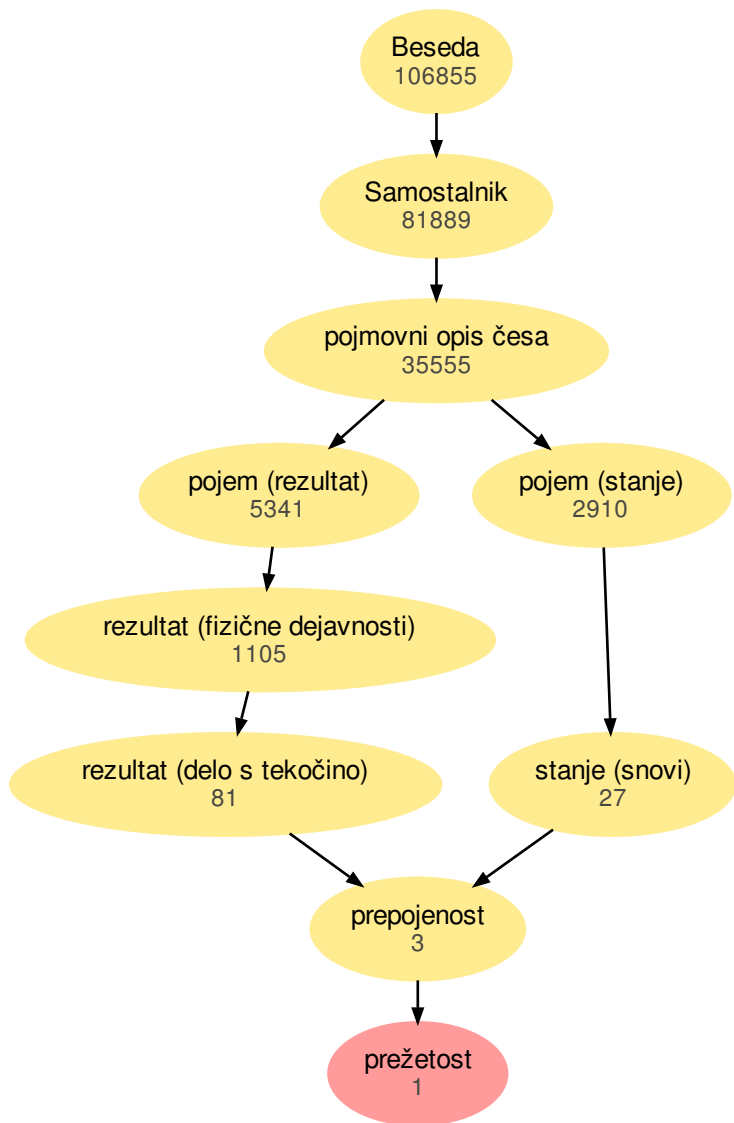 Beseda
106855
Samostalnik
81889
pojmovni opis česa
35555
pojem (rezultat)
5341
pojem (stanje)
2910
rezultat (fizične dejavnosti)
1105
rezultat (delo s tekočino)
81
stanje (snovi)
27
prepojenost
3
prežetost
1